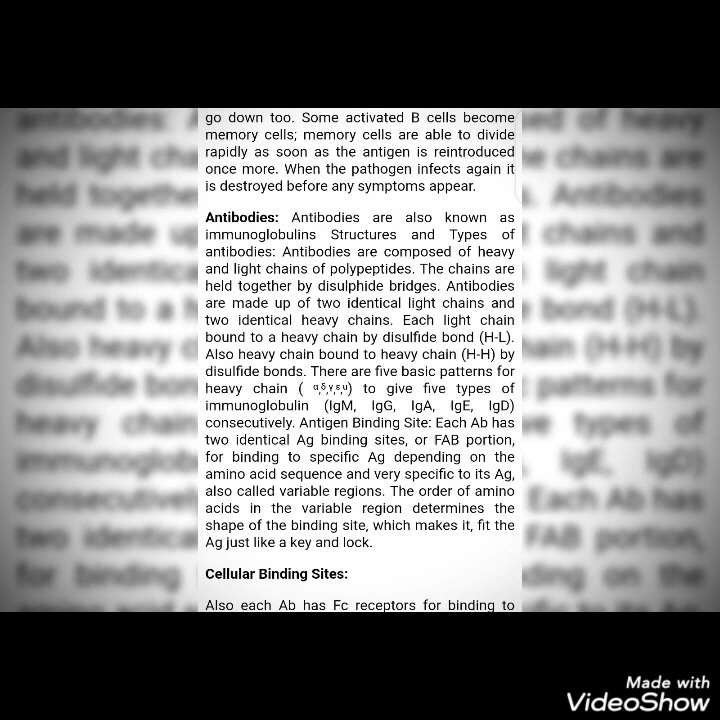 go down too. Some activated B cells become
memory cells; memory cells are able to divide
rapidly as soon as the antigen is reintroduced
once more. When the pathogen infects again it
is destroyed before any symptoms appear.
Antibodies: Antibodies are also known as
immunoglobulins Structures and Types of
antibodies: Antibodies are composed of heavy
and light chains of polypeptides. The chains are
held together by disulphide bridges. Antibodies
are made up of two identical light chains and
two identical heavy chains. Each light chain
bound to a heavy chain by disulfide bond (H-L).
Also heavy chain bound to heavy chain (H-H) by
disulfide bonds. There are five basic patterns for
heavy chain ( α,δ,γ,ε,μ) to give five types of
immunoglobulin (IgM, IgG, IgA, IgE, IgD)
consecutively. Antigen Binding Site: Each Ab has
two identical Ag binding sites, or FAB portion,
for binding to specific Ag depending on the
amino acid sequence and very specific to its Ag,
also called variable regions. The order of amino
acids in the variable region determines the
shape of the binding site, which makes it, fit the
Ag just like a key and lock.
Cellular Binding Sites:
Also each Ab has Fc receptors for binding to
Made with
VideoShow